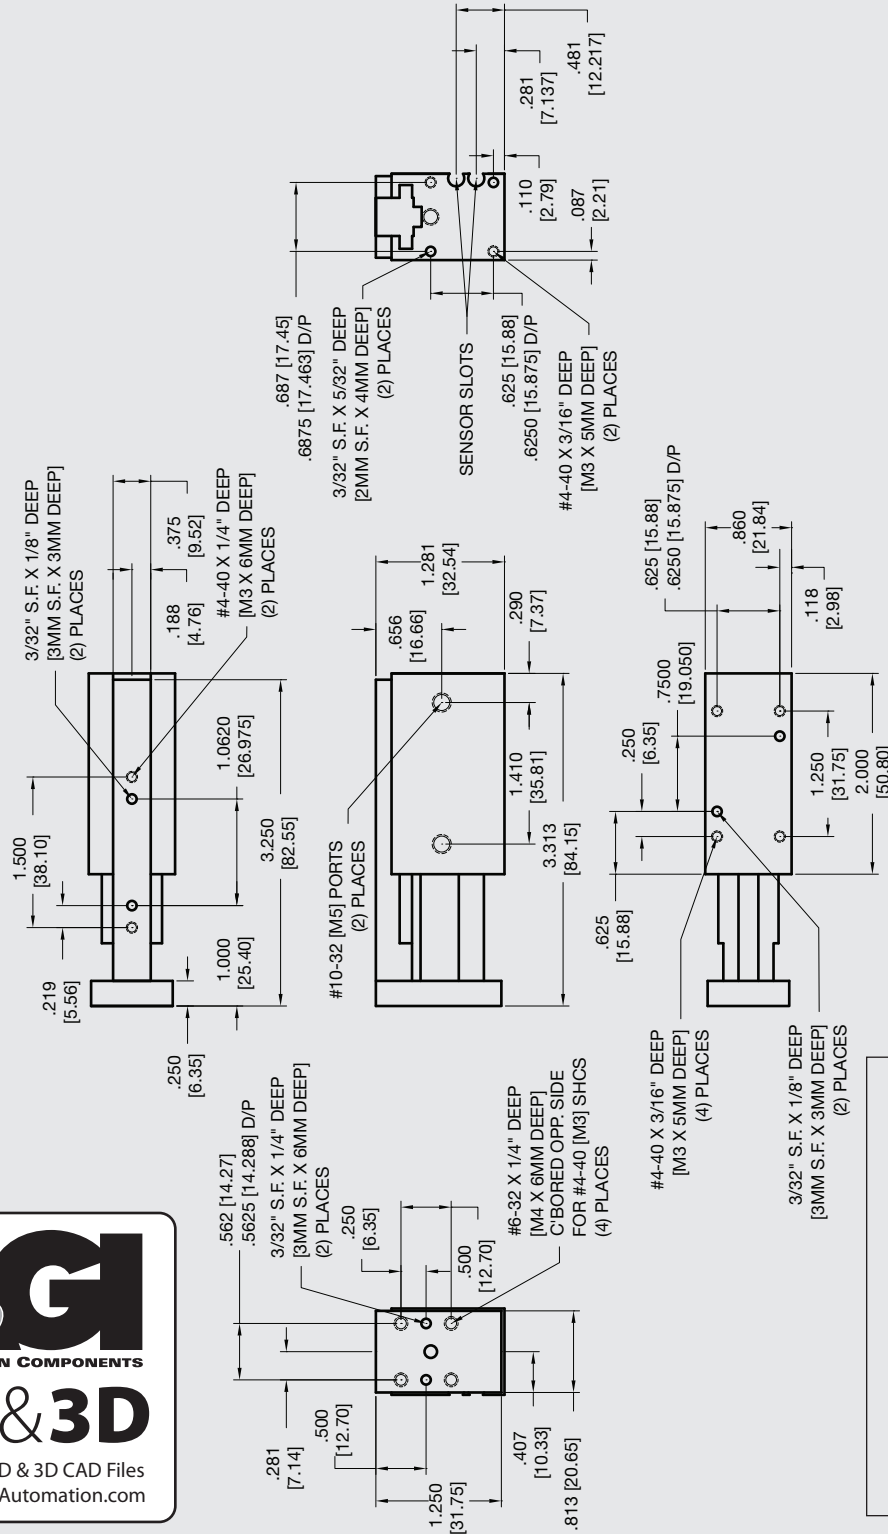 .481
[12.217]
.281
[7.137]
.110
[2.79]
.087
[2.21]
.687 [17.45]
.6875 [17.463] D/P
3/32" S.F. X 5/32" DEEP
[2MM S.F. X 4MM DEEP]
(2) PLACES
SENSOR SLOTS
.625 [15.88]
.6250 [15.875] D/P
#4-40 X 3/16" DEEP
[M3 X 5MM DEEP]
(2) PLACES
3/32" S.F. X 1/8" DEEP
[3MM S.F. X 3MM DEEP]
(2) PLACES
.375
[9.52]
.188
[4.76]
#4-40 X 1/4" DEEP
[M3 X 6MM DEEP]
(2) PLACES
1.500
[38.10]
1.0620
[26.975]
3.250
[82.55]
.219
[5.56]
1.000
[25.40]
.250
[6.35]
1.281
[32.54]
.656
[16.66]
.290
[7.37]
#10-32 [M5] PORTS
(2) PLACES
1.410
[35.81]
3.313
[84.15]
.625 [15.88]
.6250 [15.875] D/P
.860
[21.84]
.118
[2.98]
.7500
[19.050]
.250
[6.35]
1.250
[31.75]
2.000
[50.80]
.625
[15.88]
#4-40 X 3/16" DEEP
[M3 X 5MM DEEP]
(4) PLACES
3/32" S.F. X 1/8" DEEP
[3MM S.F. X 3MM DEEP]
(2) PLACES
.562 [14.27]
.5625 [14.288] D/P
3/32" S.F. X 1/4" DEEP
[3MM S.F. X 6MM DEEP]
(2) PLACES
.250
[6.35]
.500
[12.70]
#6-32 X 1/4" DEEP
[M4 X 6MM DEEP]
C'BORED OPP. SIDE
FOR #4-40 [M3] SHCS
(4) PLACES
.281
[7.14]
.500
[12.70]
1.250
[31.75]
.407
[10.33]
.813 [20.65]
GI
N COMPONENTS
&3D
D & 3D CAD Files
Automation.com